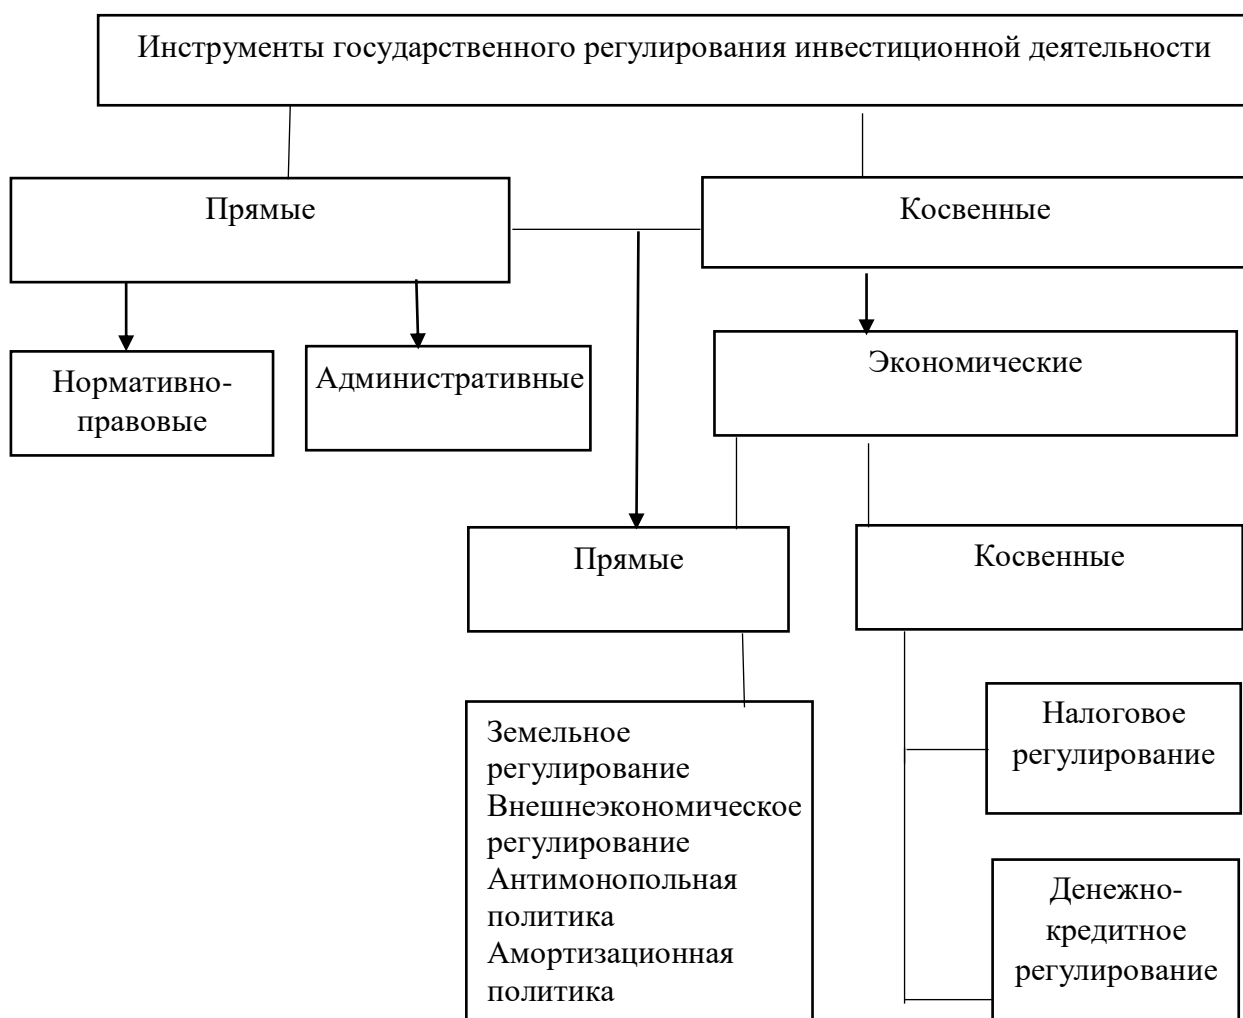 Инструменты государственного регулирования инвестиционной деятельности
Прямые
Косвенные
Нормативно-
правовые
Административные
Экономические
Прямые
Косвенные
Земельное
регулирование
Внешнеэкономическое
регулирование
Антимонопольная
политика
Амортизационная
политика
Налоговое
регулирование
Денежно-
кредитное
регулирование